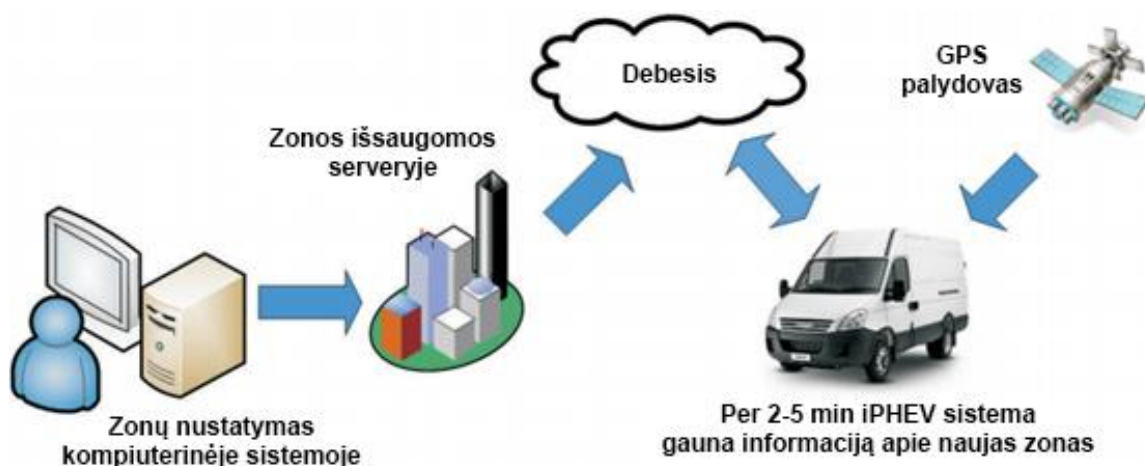 Debesis
GPS
palydovas
Zonos išsaugomos
serveryje
Zonų nustatymas
kompiuterinėje sistemoje
Per 2-5 min iPHEV sistema
gauna informaciją apie naujas zonas